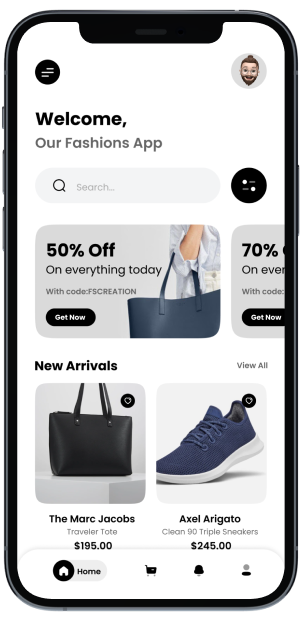 Welcome,
Our Fashions App
Search...
50% Off
On everything today
With code:FSCREATION
Get Now
70%
On ever
With code:
Get Now
New Arrivals
View All
The Marc Jacobs
Traveler Tote
$195.00
Axel Arigato
Clean 90 Triple Sneakers
$245.00
Home